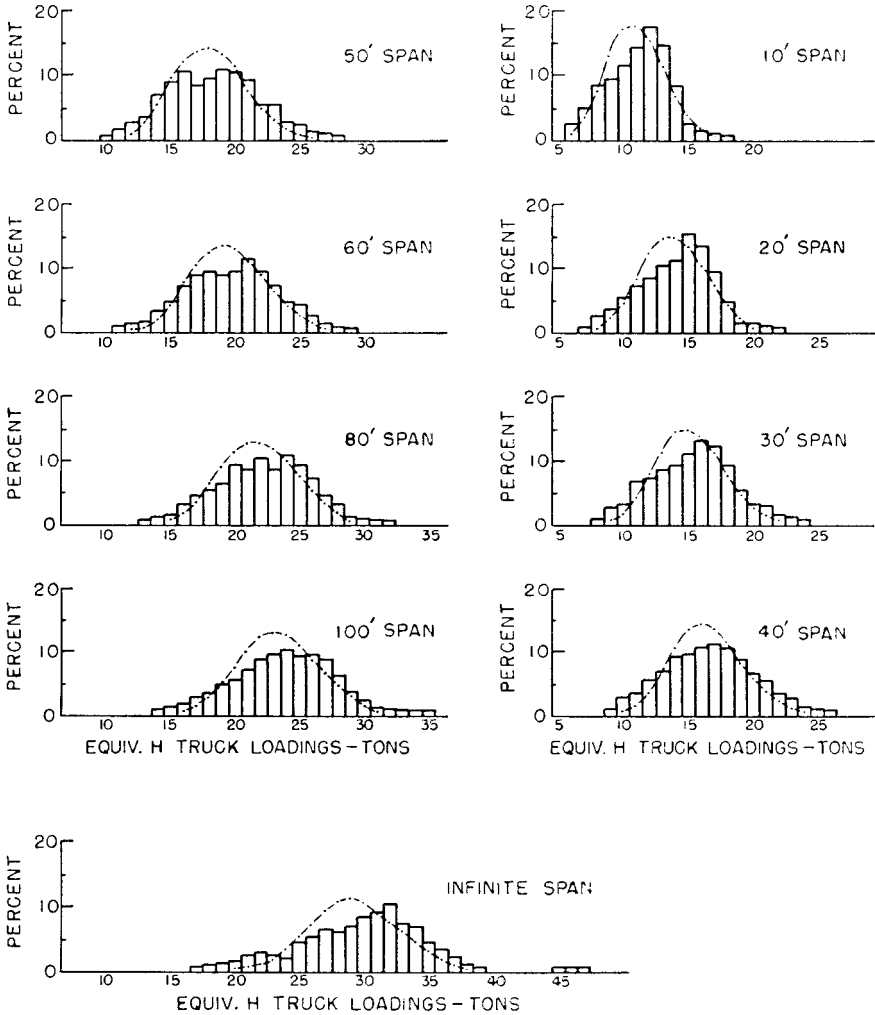 PERCENT
20
10
0
50' SPAN
10 15 20 25 30
PERCENT
20
10
0
10' SPAN
5 10 15 20
PERCENT
20
10
0
60' SPAN
10 15 20 25 30
PERCENT
20
10
0
20' SPAN
5 10 15 25
PERCENT
20
10
0
80' SPAN
10 15 20 25 30 35
PERCENT
20
10
0
30' SPAN
5 10 15 20 25
PERCENT
20
10
0
100' SPAN
10 15 20 25 30 35
EQUIV. H TRUCK LOADINGS-TONS
PERCENT
20
10
0
40' SPAN
5 10 15 20 25
EQUIV. H TRUCK LOADINGS-TONS
PERCENT
20
10
0
INFINITE SPAN
10 15 20 25 30 35 40 45
EQUIV. H TRUCK LOADINGS-TONS